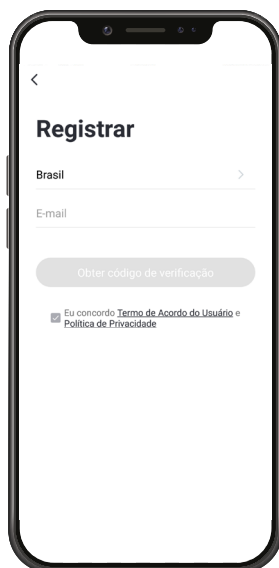 Registrar
Brasil
E-mail
Obter código de verificação
Eu concordo Termo de Acordo do Usuário e
Política de Privacidade